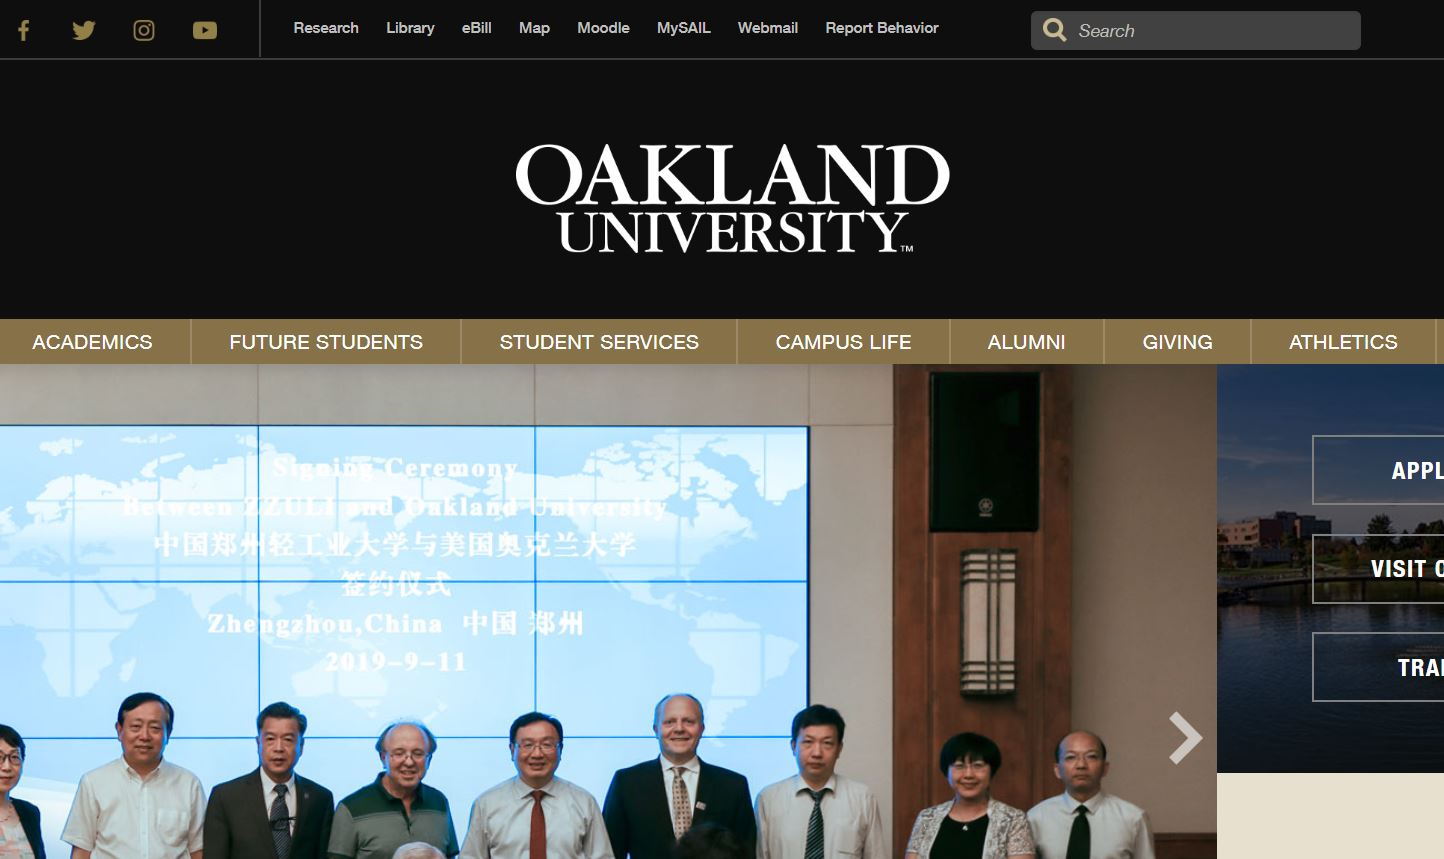 Research Library eBill Map Moodle MySAIL Webmail Report Behavior
Search
OAKLAND
UNIVERSITY™
ACADEMICS FUTURE STUDENTS STUDENT SERVICES CAMPUS LIFE ALUMNI GIVING ATHLETICS
Signing Ceremony
Between ZZULI and Oakland University
中国郑州轻工业大学与美国奥克兰大学
签约仪式
Zhengzhou,China 中国 郑州
2019-9-11
APPL
VISIT
TRA